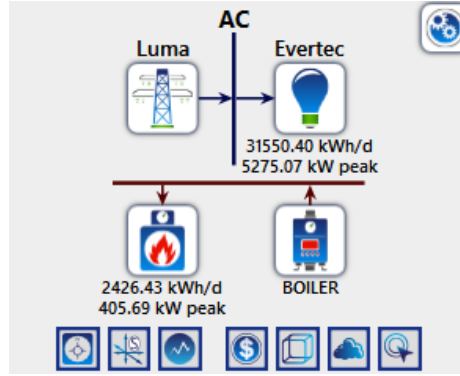 AC
Luma
Evertec
31550.40 kWh/d
5275.07 kW peak
2426.43 kWh/d
405.69 kW peak
BOILER
S
$